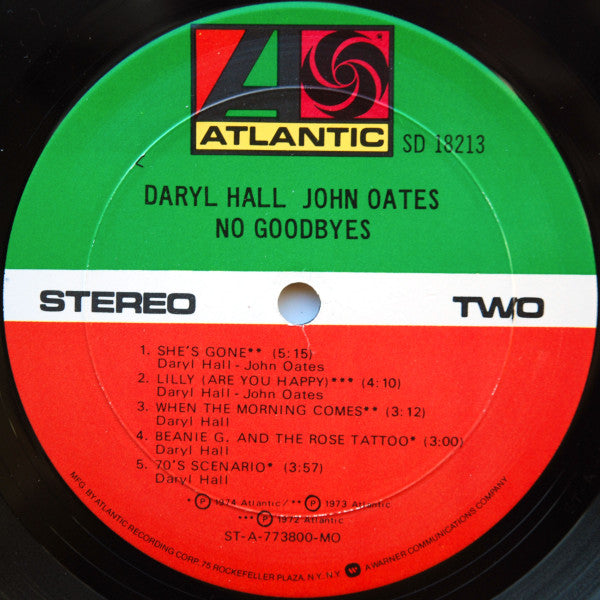 ATLANTIC
SD 18213
DARYL HALL JOHN OATES
NO GOODBYES
STEREO
TWO
1. SHE'S GONE** (5:15)
Daryl Hall - John Oates
2. LILLY (ARE YOU HAPPY)*** (4:10)
Daryl Hall - John Oates
3. WHEN THE MORNING COMES** (3:12)
Daryl Hall
4. BEANIE G. AND THE ROSE TATTOO* (3:00)
Daryl Hall
5. 70'S SCENARIO* (3:57)
Daryl Hall
* Ⓟ 1974 Atlantic/** Ⓟ 1973 Atlantic
*** Ⓟ 1972 Atlantic
ST-A-773800-MO
MFG. BY ATLANTIC RECORDING CORP. 75 ROCKEFELLER PLAZA, N.Y. N.Y. A WARNER COMMUNICATIONS COMPANY